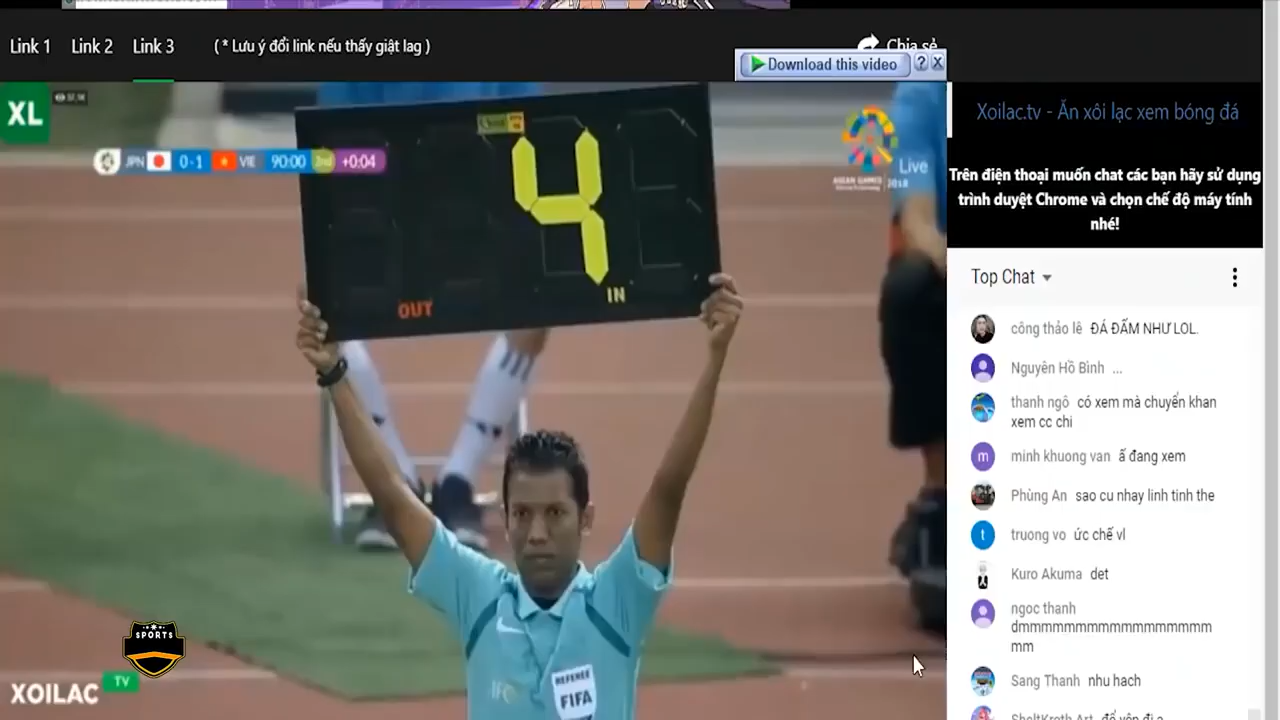 Link 1 Link 2 Link 3 ( * Lưu ý đổi link nếu thấy giật lag ) Chia sẻ
Download this video ? X
XL
JPN 0-1 VIE 90:00 2nd +0:04
4
OUT IN
Live
ASIAN GAMES
2018
REFEREE
FIFA
SPORTS
XOILAC TV
Xoilac.tv - Ăn xôi lạc xem bóng đá
Trên điện thoại muốn chat các bạn hãy sử dụng
trình duyệt Chrome và chọn chế độ máy tính
nhé!
Top Chat
công thảo lê ĐÁ ĐẤM NHƯ LOL.
Nguyên Hồ Bình ...
thanh ngô có xem mà chuyển khan
xem cc chi
m minh khuong van ấ đang xem
Phùng An sao cu nhay linh tinh the
t truong vo ức chế vl
Kuro Akuma det
ngoc thanh
dmmmmmmmmmmmmmmmmm
mm
Sang Thanh nhu hach